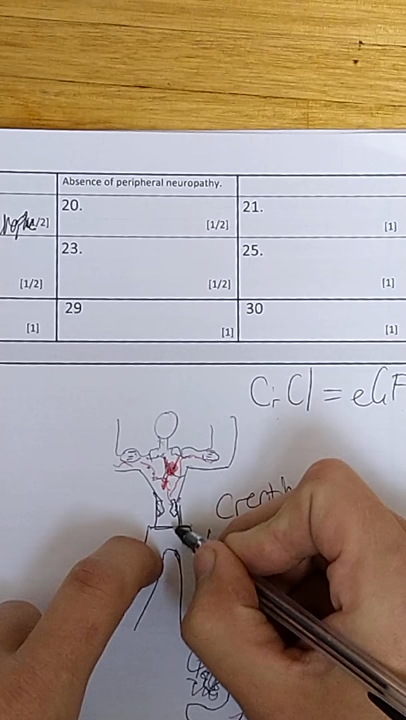 Absence of peripheral neuropathy.
/2] 20. [1/2] 21. [1]
[1/2] 23. [1/2] 25. [1]
[1] 29 [1] 30 [1]
CrCl = eGF